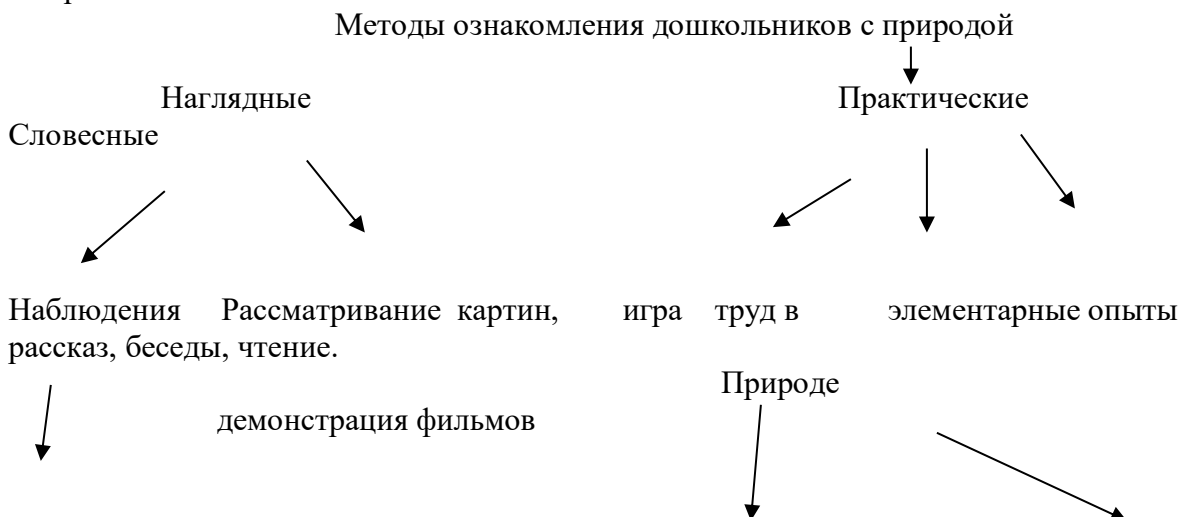 Методы ознакомления дошкольников с природой
Наглядные Практические
Словесные
Наблюдения Рассматривание картин, игра труд в элементарные опыты
рассказ, беседы, чтение.
Природе
демонстрация фильмов